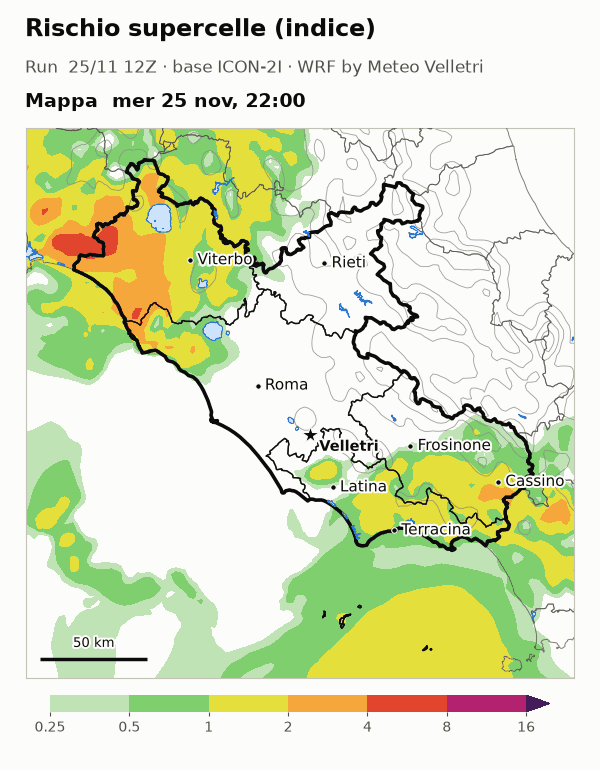 Rischio supercelle (indice)
Run  25/11 12Z · base ICON-2I · WRF by Meteo Velletri
Mappa  mer 25 nov, 22:00
Viterbo
Rieti
Roma
Velletri
Frosinone
Latina
Cassino
Terracina
50 km
0.25 0.5 1 2 4 8 16